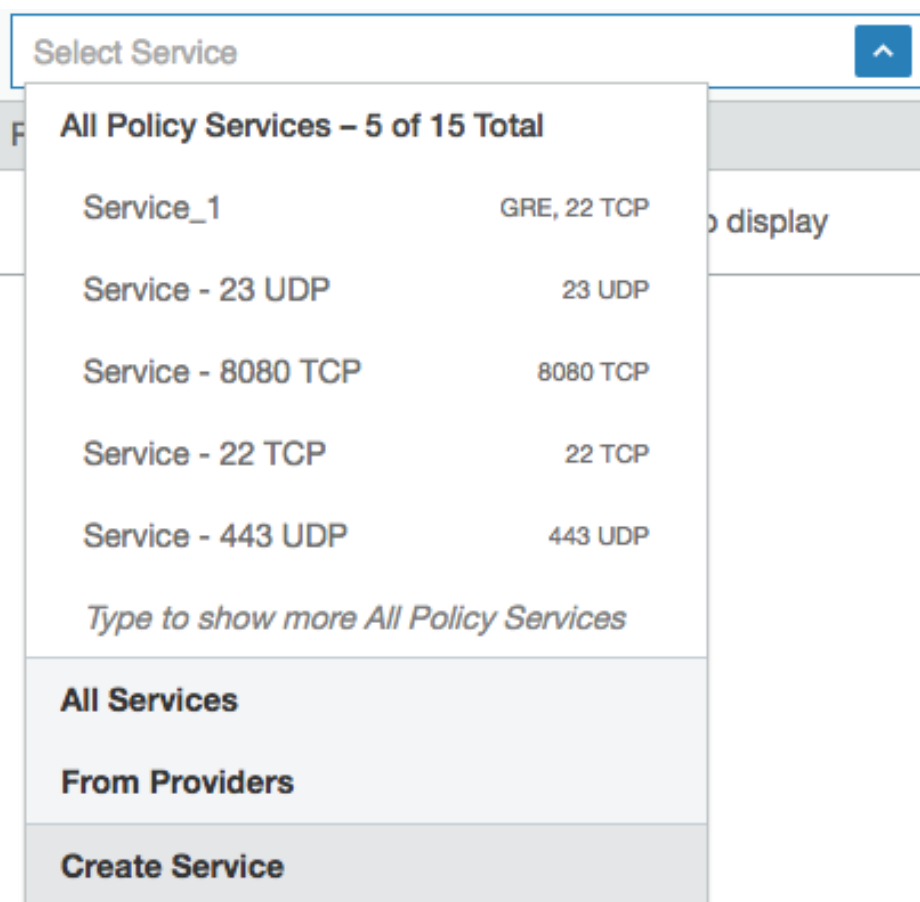 Select Service
All Policy Services – 5 of 15 Total
Service_1 GRE, 22 TCP
display
Service - 23 UDP 23 UDP
Service - 8080 TCP 8080 TCP
Service - 22 TCP 22 TCP
Service - 443 UDP 443 UDP
Type to show more All Policy Services
All Services
From Providers
Create Service